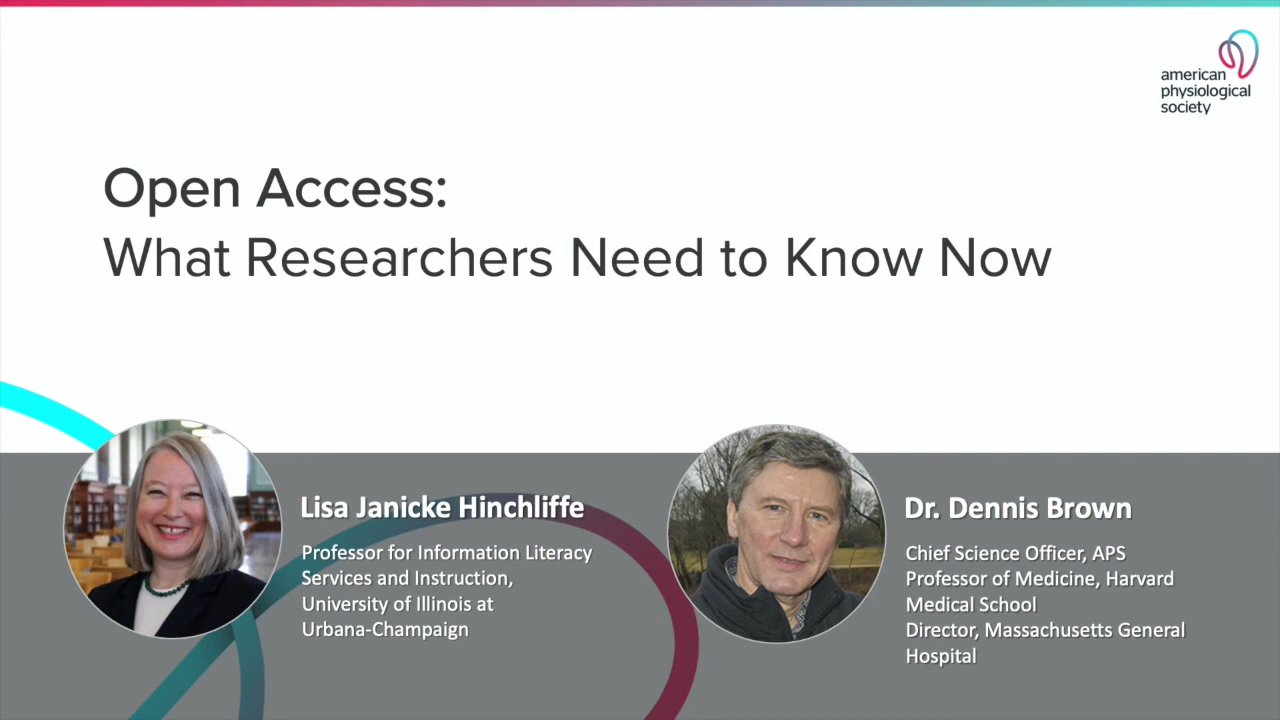 american
physiological
society
Open Access:
What Researchers Need to Know Now
Lisa Janicke Hinchliffe
Professor for Information Literacy
Services and Instruction,
University of Illinois at
Urbana-Champaign
Dr. Dennis Brown
Chief Science Officer, APS
Professor of Medicine, Harvard
Medical School
Director, Massachusetts General
Hospital